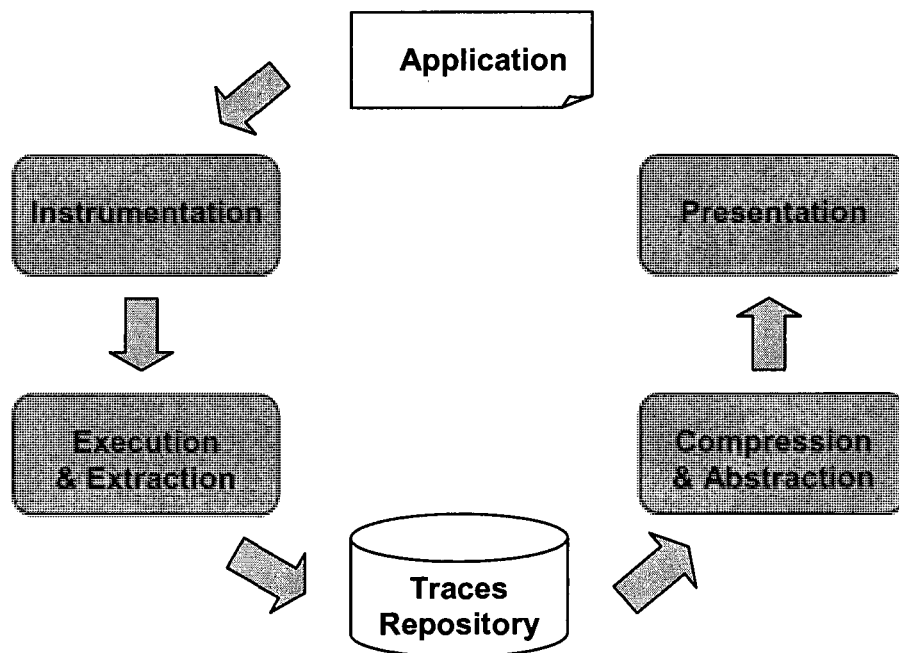 Application
Instrumentation
Presentation
Execution
& Extraction
Compression
& Abstraction
Traces
Repository